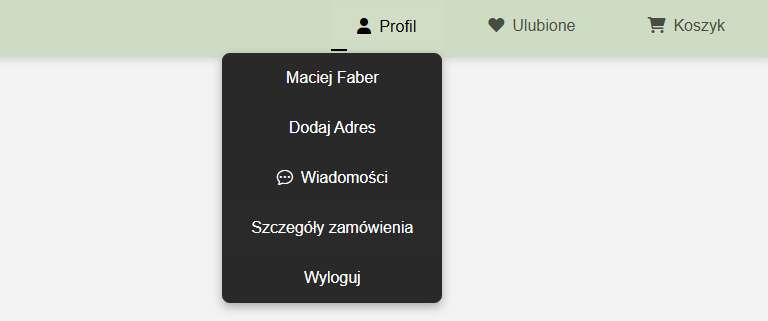 Profil
Ulubione
Koszyk
Maciej Faber
Dodaj Adres
Wiadomości
Szczegóły zamówienia
Wyloguj